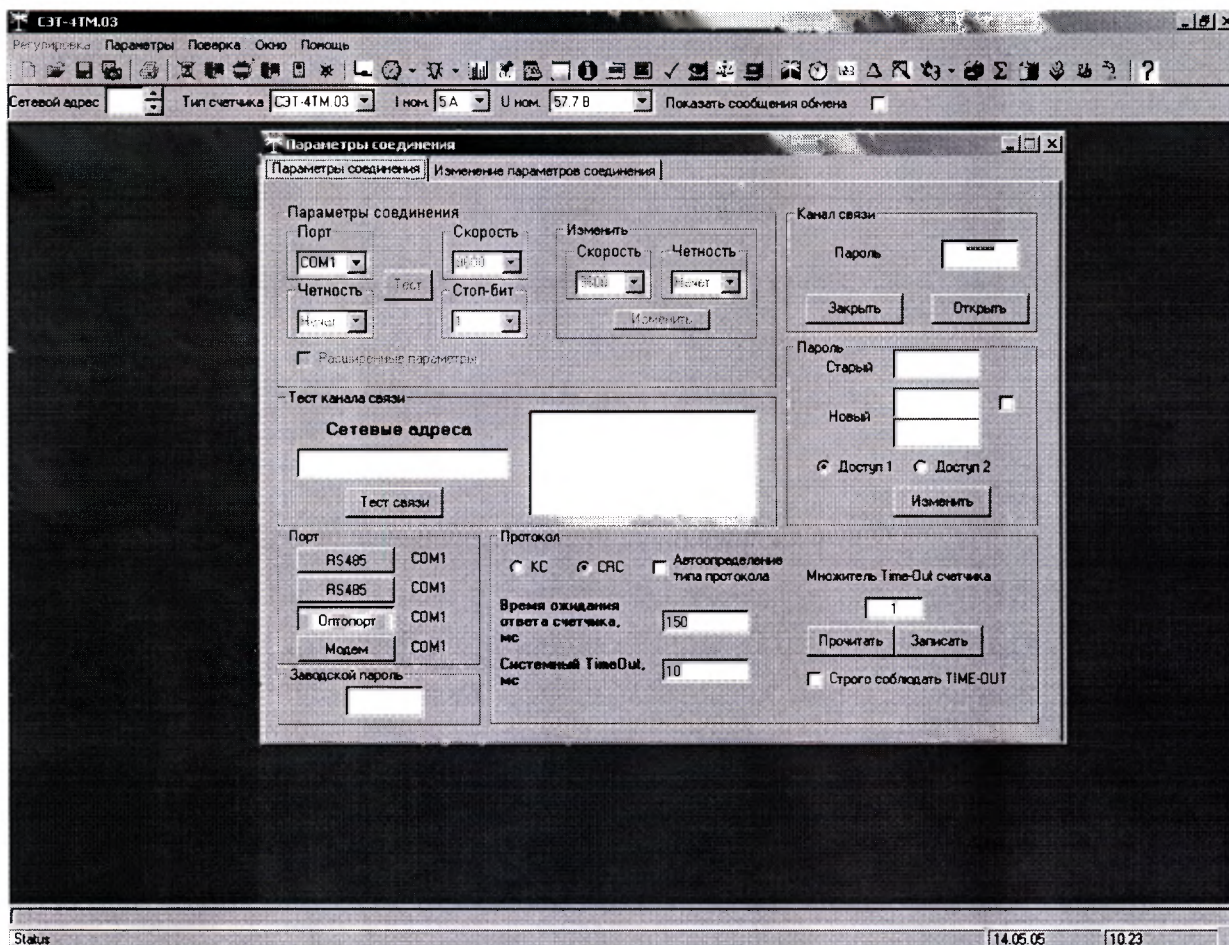 СЭТ-4ТМ.03
Регулировка Параметры Поверка Окно Помощь
Сетевой адрес Тип счетчика СЭТ-4ТМ.03 I ном. 5 А U ном. 57.7 В Показать сообщения обмена
Параметры соединения
Параметры соединения Изменение параметров соединения
Параметры соединения
Порт
COM1
Тест
Скорость
9600
Четность
Нечет
Стоп-бит
1
Расширенные параметры
Изменить
Скорость
9600
Четность
Нечет
Изменить
Канал связи
Пароль
Закрыть Открыть
Тест канала связи
Сетевые адреса
Тест связи
Пароль
Старый
Новый
Доступ 1 Доступ 2
Изменить
Порт
RS485 COM1
RS485 COM1
Оптопорт COM1
Модем COM1
Заводской пароль
Протокол
КС CRC
Автоопределение
типа протокола
Время ожидания
ответа счетчика,
мс
150
Системный TimeOut,
мс
10
Множитель Time-Out счетчика
1
Прочитать Записать
Строго соблюдать TIME-OUT
Status 14.05.05 10:23